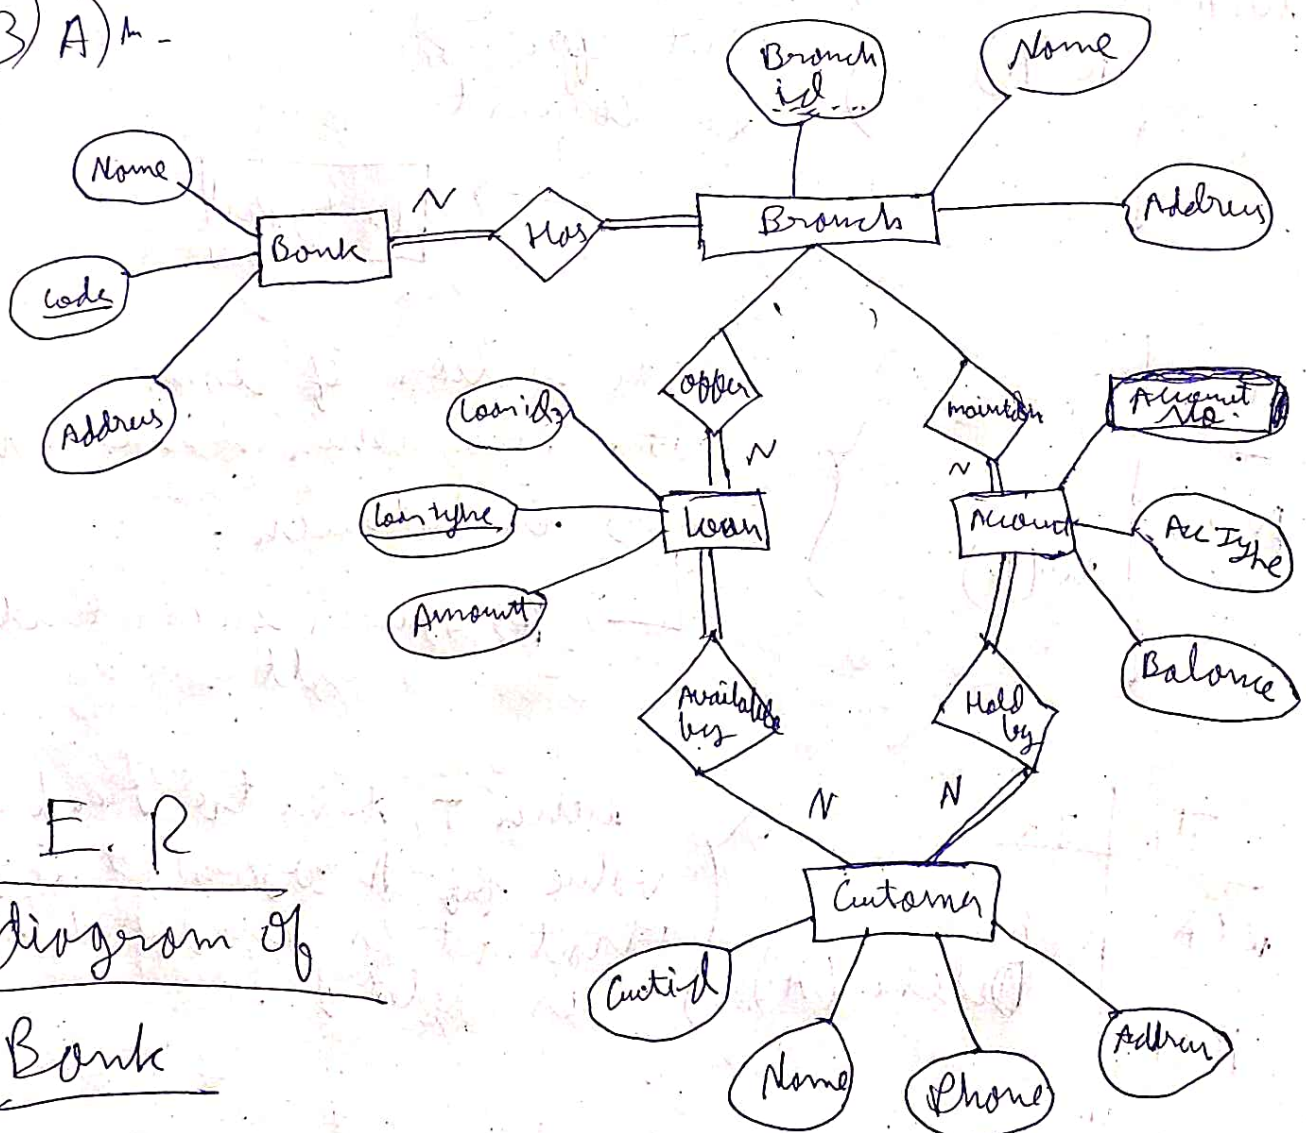 3) A)
Branch
id
Name
Name
N
Has
Branch
Address
Bank
Code
Address
offer
maintain
Account
No.
Loan id
N
N
Loan type
Loan
Account
Acc Type
Amount
Balance
Available
by
Hold
by
N
N
E.R
diagram of
Bank
Customer
Custid
Name
Phone
Address